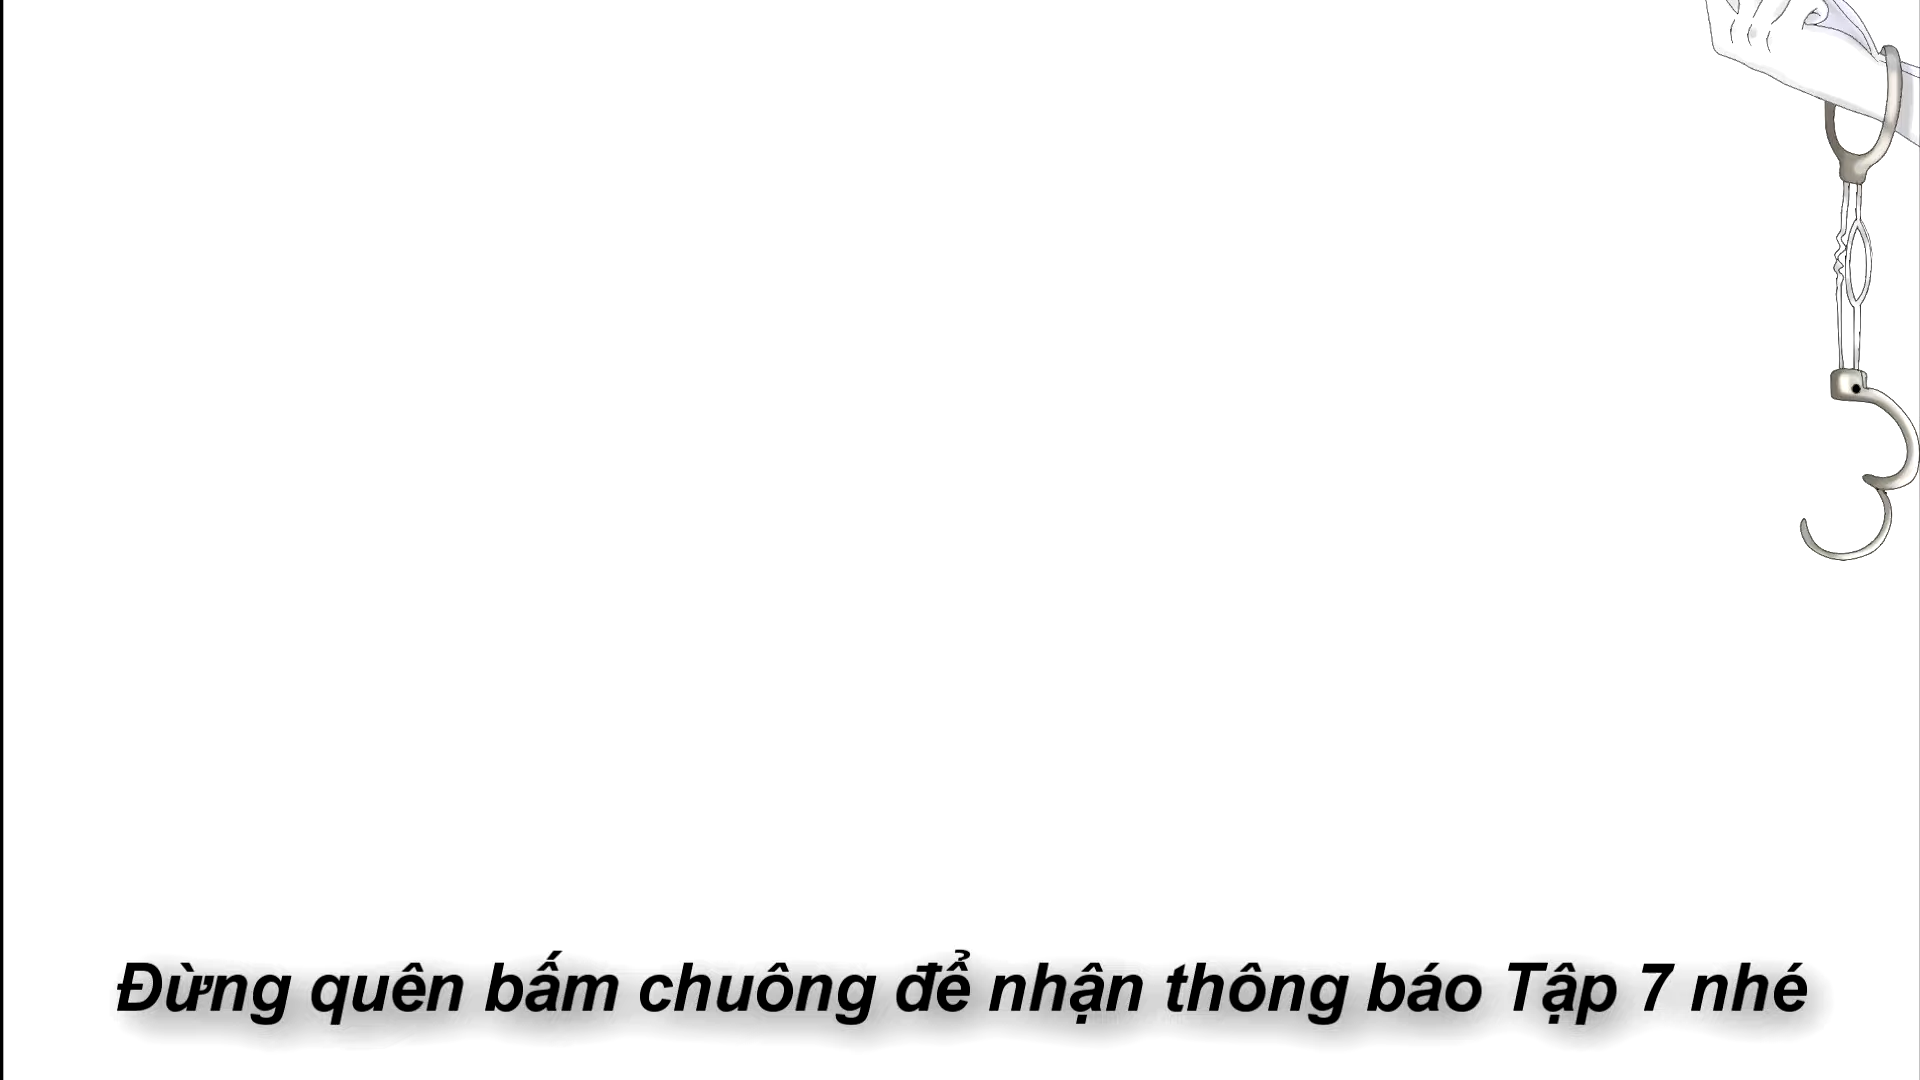 Đừng quên bấm chuông để nhận thông báo Tập 7 nhé